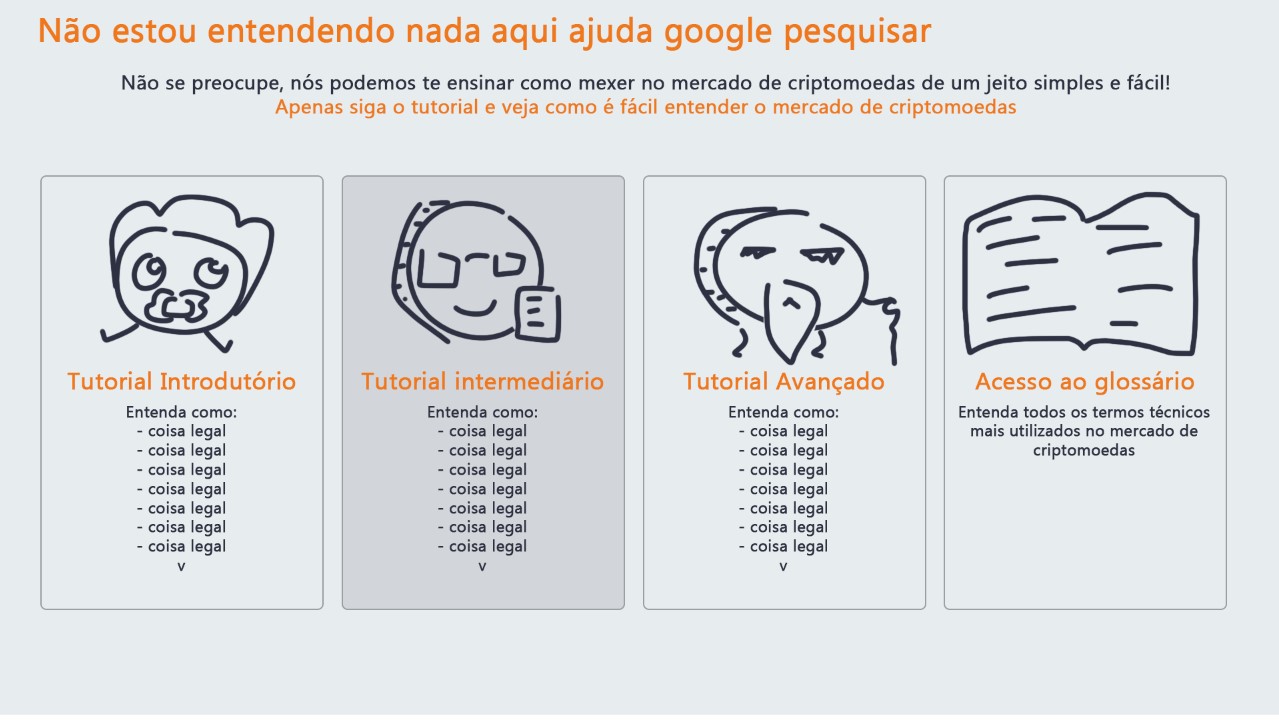 Não estou entendendo nada aqui ajuda google pesquisar
Não se preocupe, nós podemos te ensinar como mexer no mercado de criptomoedas de um jeito simples e fácil!
Apenas siga o tutorial e veja como é fácil entender o mercado de criptomoedas
Tutorial Introdutório
Entenda como:
- coisa legal
- coisa legal
- coisa legal
- coisa legal
- coisa legal
- coisa legal
- coisa legal
v
Tutorial intermediário
Entenda como:
- coisa legal
- coisa legal
- coisa legal
- coisa legal
- coisa legal
- coisa legal
- coisa legal
v
Tutorial Avançado
Entenda como:
- coisa legal
- coisa legal
- coisa legal
- coisa legal
- coisa legal
- coisa legal
- coisa legal
v
Acesso ao glossário
Entenda todos os termos técnicos
mais utilizados no mercado de
criptomoedas